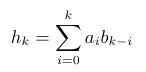 $h_k = \sum_{i=0}^{k} a_i b_{k-i}$